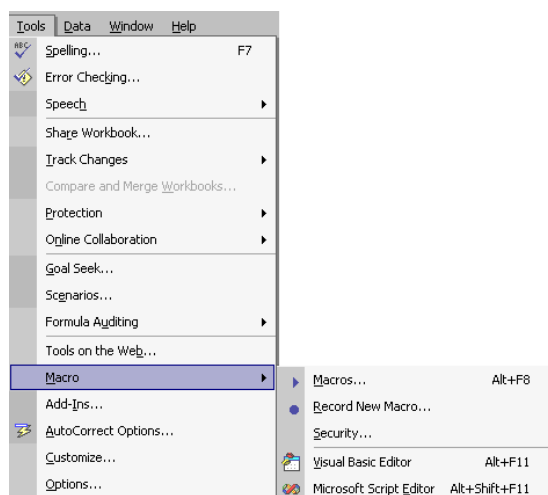 Tools Data Window Help
ABC Spelling... F7
Error Checking...
Speech
Share Workbook...
Track Changes
Compare and Merge Workbooks...
Protection
Online Collaboration
Goal Seek...
Scenarios...
Formula Auditing
Tools on the Web...
Macro
Add-Ins...
AutoCorrect Options...
Customize...
Options...
Macros... Alt+F8
Record New Macro...
Security...
Visual Basic Editor Alt+F11
Microsoft Script Editor Alt+Shift+F11